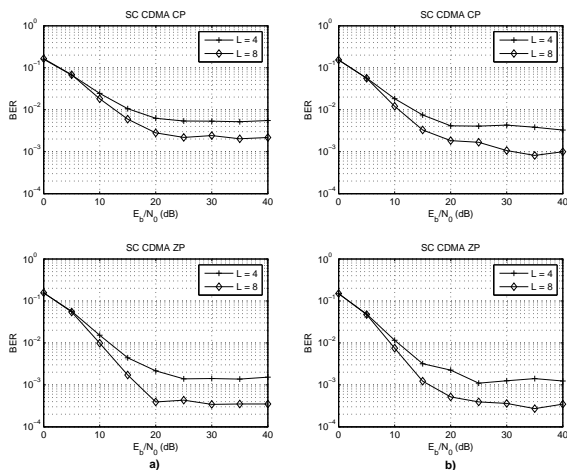 SC CDMA CP
BER
10^0
10^-1
10^-2
10^-3
10^-4
L = 4
L = 8
0 10 20 30 40
E_b/N_0 (dB)
SC CDMA CP
BER
10^0
10^-1
10^-2
10^-3
10^-4
L = 4
L = 8
0 10 20 30 40
E_b/N_0 (dB)
SC CDMA ZP
BER
10^0
10^-1
10^-2
10^-3
10^-4
L = 4
L = 8
0 10 20 30 40
E_b/N_0 (dB)
a)
SC CDMA ZP
BER
10^0
10^-1
10^-2
10^-3
10^-4
L = 4
L = 8
0 10 20 30 40
E_b/N_0 (dB)
b)